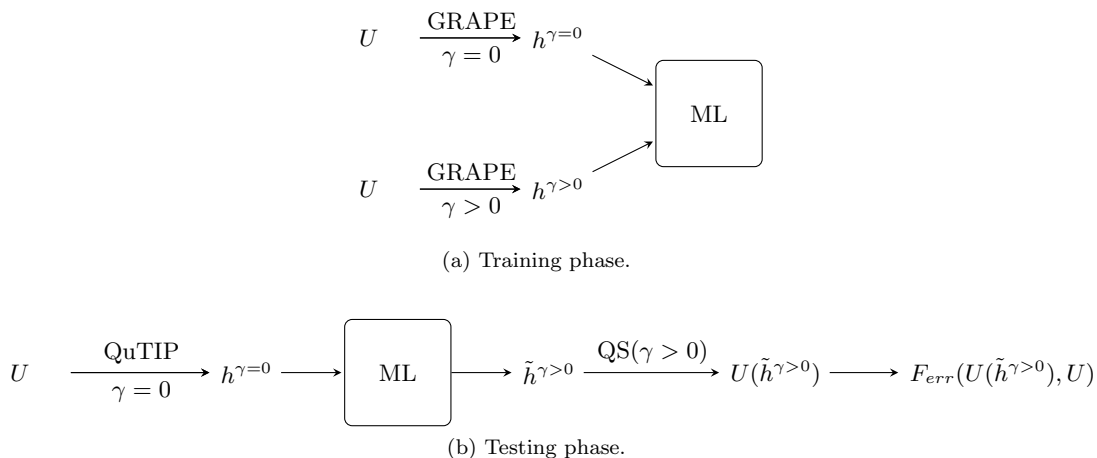 U GRAPE γ = 0 h^{γ=0}
ML
U GRAPE γ > 0 h^{γ>0}
(a) Training phase.
U QuTIP γ = 0 h^{γ=0} ML h̃^{γ>0} QS(γ > 0) U(h̃^{γ>0}) F_{err}(U(h̃^{γ>0}), U)
(b) Testing phase.